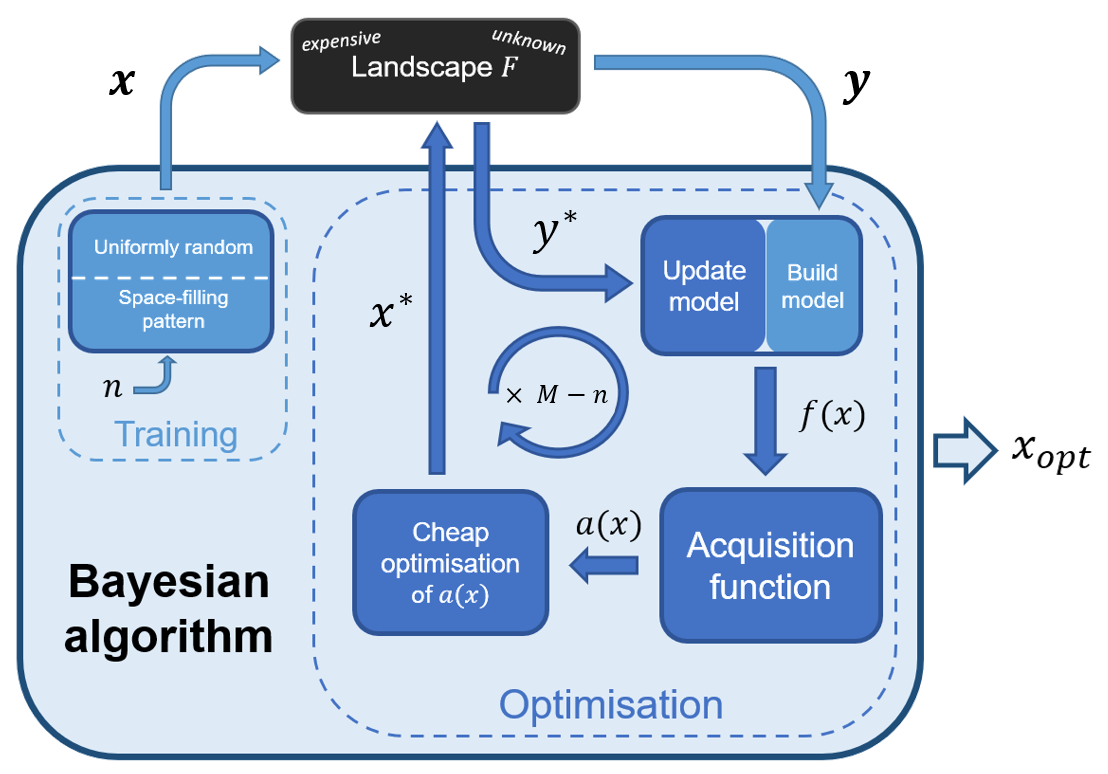 expensive
unknown
Landscape F
x
y
Uniformly random
Space-filling
pattern
n
Training
x*
y*
Update
model
Build
model
× M − n
f(x)
Cheap
optimisation
of a(x)
a(x)
Acquisition
function
x_opt
Bayesian
algorithm
Optimisation